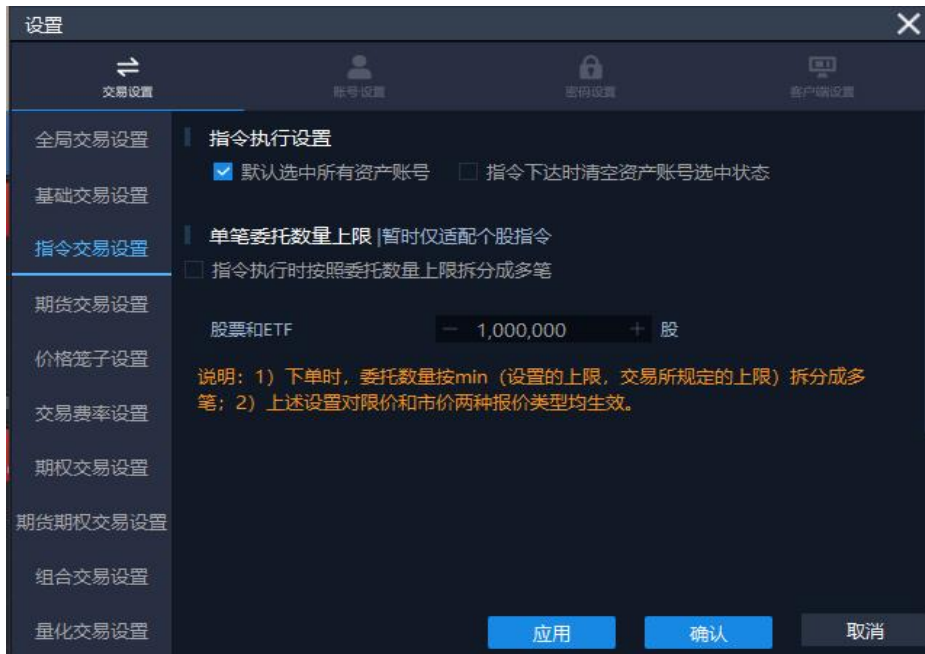 设置
交易设置
账号设置
密码设置
客户端设置
全局交易设置
基础交易设置
指令交易设置
期货交易设置
价格笼子设置
交易费率设置
期权交易设置
期货期权交易设置
组合交易设置
量化交易设置
指令执行设置
默认选中所有资产账号 指令下达时清空资产账号选中状态
单笔委托数量上限 |暂时仅适配个股指令
指令执行时按照委托数量上限拆分成多笔
股票和ETF － 1,000,000 + 股
说明：1）下单时，委托数量按min（设置的上限，交易所规定的上限）拆分成多
笔；2）上述设置对限价和市价两种报价类型均生效。
应用 确认 取消